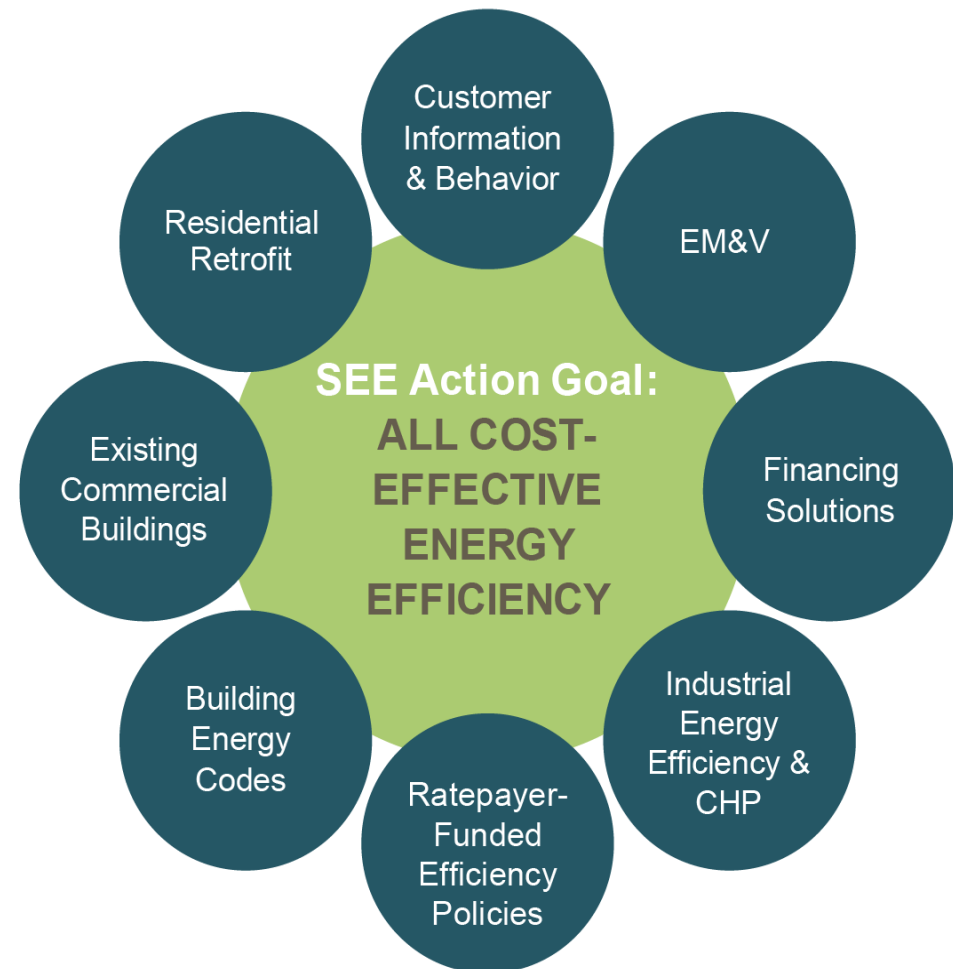 Customer
Information
& Behavior
EM&V
Financing
Solutions
Industrial
Energy
Efficiency &
CHP
Ratepayer-
Funded
Efficiency
Policies
Building
Energy
Codes
Existing
Commercial
Buildings
Residential
Retrofit
SEE Action Goal:
ALL COST-
EFFECTIVE
ENERGY
EFFICIENCY